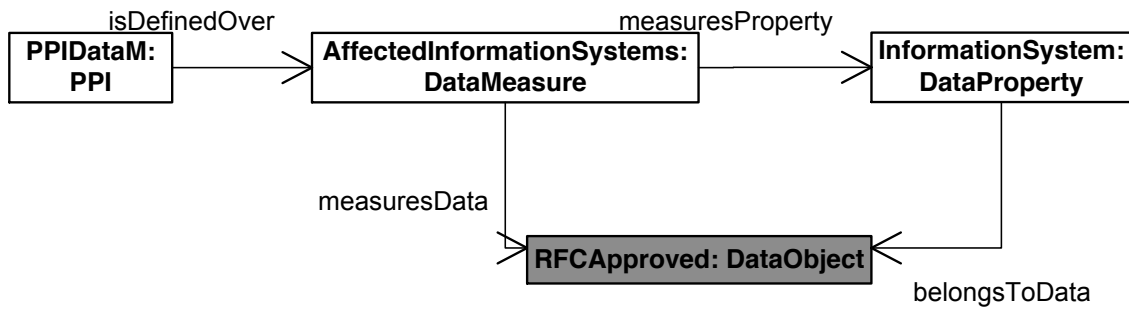 isDefinedOver
measuresProperty
PPIDataM:
PPI
AffectedInformationSystems:
DataMeasure
InformationSystem:
DataProperty
measuresData
RFCApproved: DataObject
belongsToData